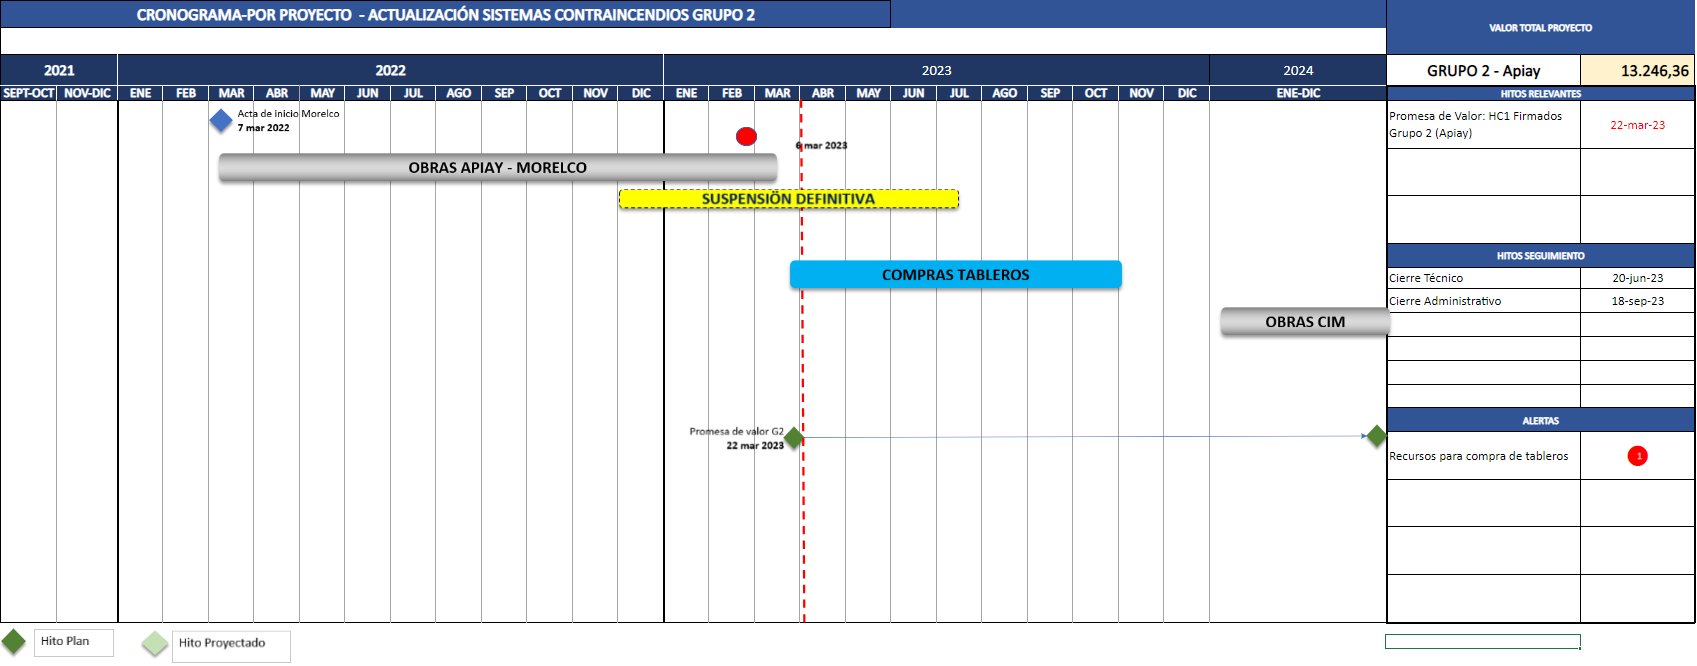 CRONOGRAMA-POR PROYECTO - ACTUALIZACIÓN SISTEMAS CONTRAINCENDIOS GRUPO 2
VALOR TOTAL PROYECTO
2021 2022 2023 2024
GRUPO 2 - Apiay 13.246,36
SEPT-OCT NOV-DIC ENE FEB MAR ABR MAY JUN JUL AGO SEP OCT NOV DIC ENE FEB MAR ABR MAY JUN JUL AGO SEP OCT NOV DIC ENE-DIC
HITOS RELEVANTES
Acta de inicio Morelco
7 mar 2022
Promesa de Valor: HC1 Firmados
Grupo 2 (Apiay)
22-mar-23
6 mar 2023
OBRAS APIAY - MORELCO
SUSPENSIÖN DEFINITIVA
HITOS SEGUIMIENTO
COMPRAS TABLEROS
Cierre Técnico 20-jun-23
Cierre Administrativo 18-sep-23
OBRAS CIM
ALERTAS
Promesa de valor G2
22 mar 2023
Recursos para compra de tableros 1
Hito Plan
Hito Proyectado